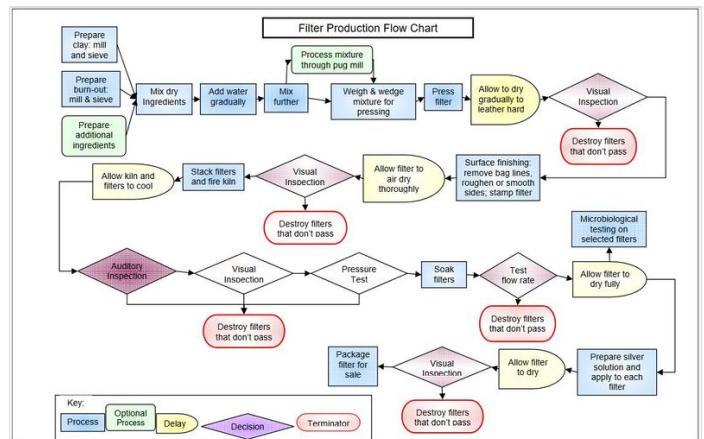 Filter Production Flow Chart
Prepare
clay: mill
and sieve
Prepare
burn-out:
mill & sieve
Prepare
additional
ingredients
Mix dry
Ingredients
Add water
gradually
Mix
further
Process mixture
through pug mill
Weigh & wedge
mixture for
pressing
Press
filter
Allow to dry
gradually to
leather hard
Visual
Inspection
Destroy filters
that don't pass
Surface finishing:
remove bag lines,
roughen or smooth
sides; stamp filter
Allow filter to
air dry
thoroughly
Visual
Inspection
Destroy filters
that don't pass
Stack filters
and fire kiln
Allow kiln and
filters to cool
Auditory
Inspection
Visual
Inspection
Pressure
Test
Destroy filters
that don't pass
Soak
filters
Test
flow rate
Destroy filters
that don't pass
Allow filter to
dry fully
Microbiological
testing on
selected filters
Prepare silver
solution and
apply to each
filter
Allow filter
to dry
Visual
Inspection
Destroy filters
that don't pass
Package
filter for
sale
Key:
Process
Optional
Process
Delay
Decision
Terminator